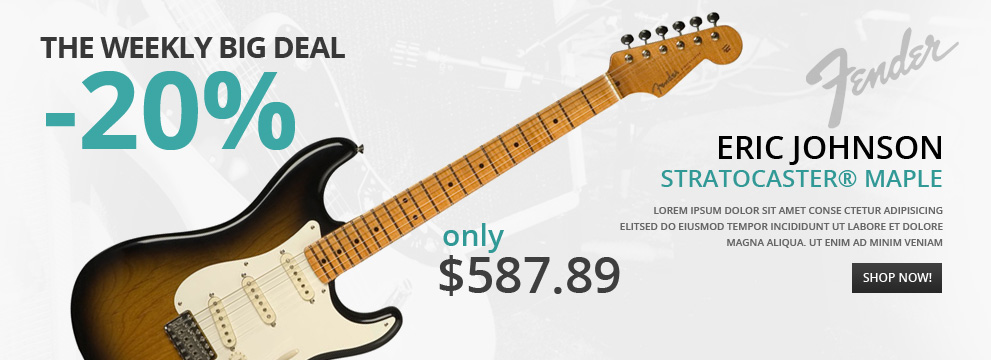 THE WEEKLY BIG DEAL
-20%
Fender
Fender
ERIC JOHNSON
STRATOCASTER® MAPLE
LOREM IPSUM DOLOR SIT AMET CONSE CTETUR ADIPISICING
ELITSED DO EIUSMOD TEMPOR INCIDIDUNT UT LABORE ET DOLORE
MAGNA ALIQUA. UT ENIM AD MINIM VENIAM
only
$587.89
SHOP NOW!